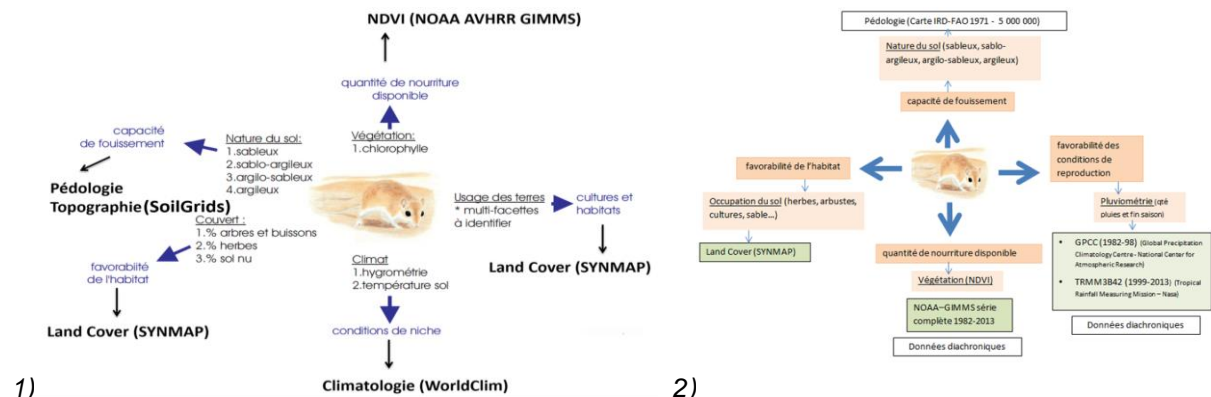 NDVI (NOAA AVHRR GIMMS)
quantité de nourriture
disponible
Végétation:
1.chlorophylle
capacité
de fouissement
Nature du sol:
1.sableux
2.sablo-argileux
3.argilo-sableux
4.argileux
Pédologie
Topographie(SoilGrids)
Couvert :
1.% arbres et buissons
2.% herbes
3.% sol nu
favorabilité
de l'habitat
Land Cover (SYNMAP)
Usage des terres
* multi-facettes
à identifier
cultures et
habitats
Land Cover (SYNMAP)
Climat
1.hygrométrie
2.température sol
conditions de niche
Climatologie (WorldClim)
1)
Pédologie (Carte IRD-FAO 1971 - 5 000 000)
Nature du sol (sableux, sablo-
argileux, argilo-sableux, argileux)
capacité de fouissement
favorabilité de l'habitat
Occupation du sol (herbes, arbustes,
cultures, sable...)
Land Cover (SYNMAP)
favorabilité des
conditions de
reproduction
Pluviométrie (qté
pluies et fin saison)
• GPCC (1982-98) (Global Precipitation
Climatology Centre - National Center for
Atmospheric Research)
• TRMM3B42 (1999-2013) (Tropical
Rainfall Measuring Mission – Nasa)
Données diachroniques
quantité de nourriture disponible
Végétation (NDVI)
NOAA–GIMMS série
complète 1982-2013
Données diachroniques
2)